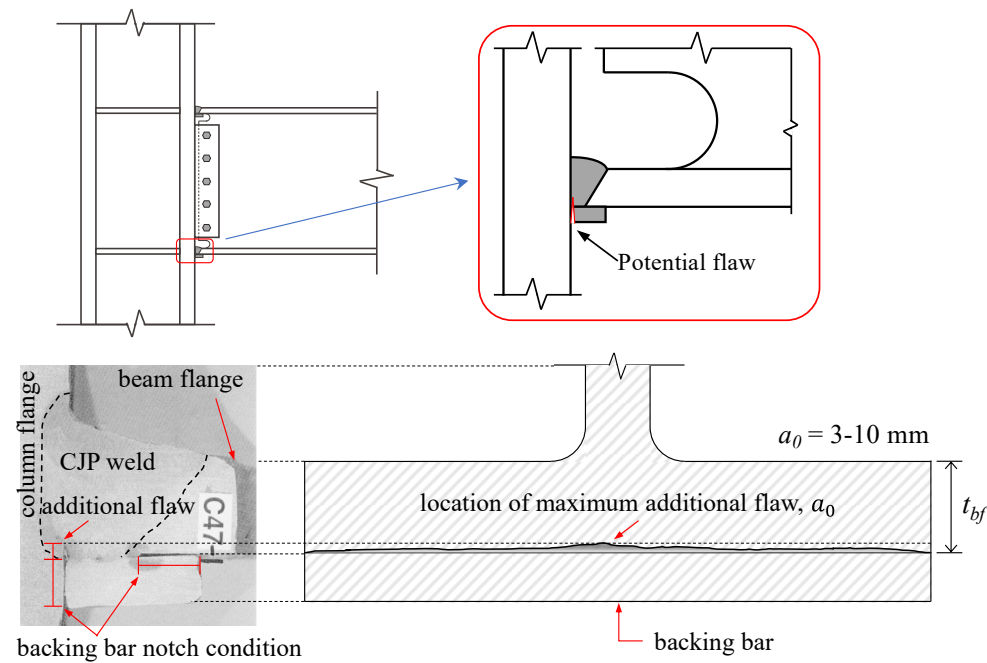 Potential flaw
column flange
beam flange
CJP weld
additional flaw
C47-
backing bar notch condition
a₀ = 3-10 mm
location of maximum additional flaw, a₀
t_bf
backing bar